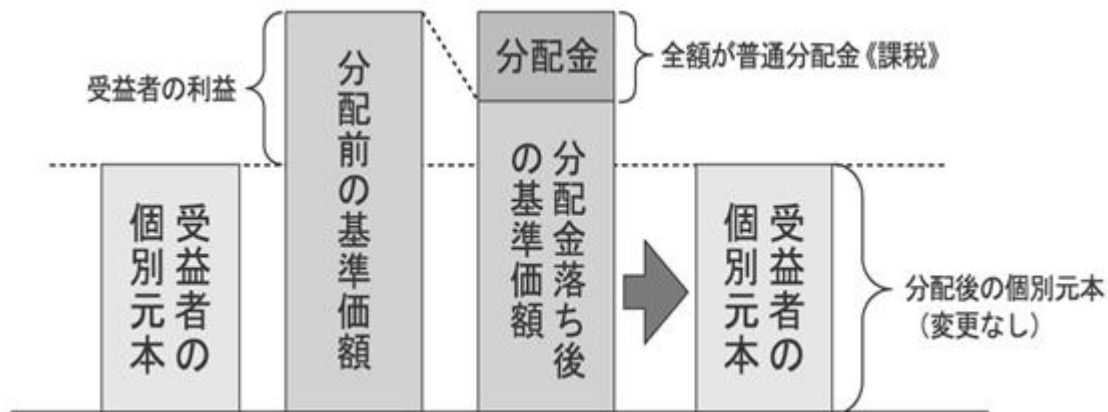 受益者の利益
受益者の
個別元本
分配前の基準価額
分配金
全額が普通分配金《課税》
分配金落ち後
の基準価額
受益者の
個別元本
分配後の個別元本
（変更なし）